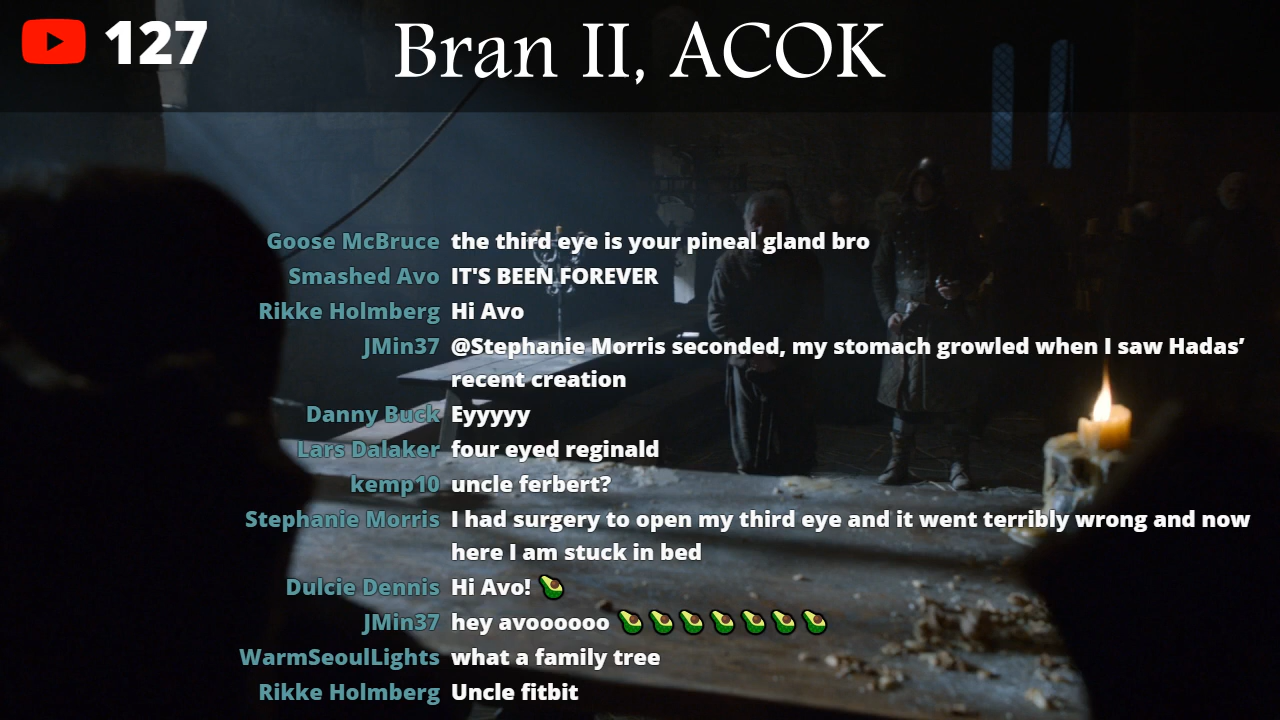 127
Bran II, ACOK
Goose McBruce the third eye is your pineal gland bro
Smashed Avo IT'S BEEN FOREVER
Rikke Holmberg Hi Avo
JMin37 @Stephanie Morris seconded, my stomach growled when I saw Hadas’
recent creation
Danny Buck Eyyyyy
Lars Dalaker four eyed reginald
kemp10 uncle ferbert?
Stephanie Morris I had surgery to open my third eye and it went terribly wrong and now
here I am stuck in bed
Dulcie Dennis Hi Avo! 🥑
JMin37 hey avoooooo 🥑🥑🥑🥑🥑🥑🥑
WarmSeoulLights what a family tree
Rikke Holmberg Uncle fitbit